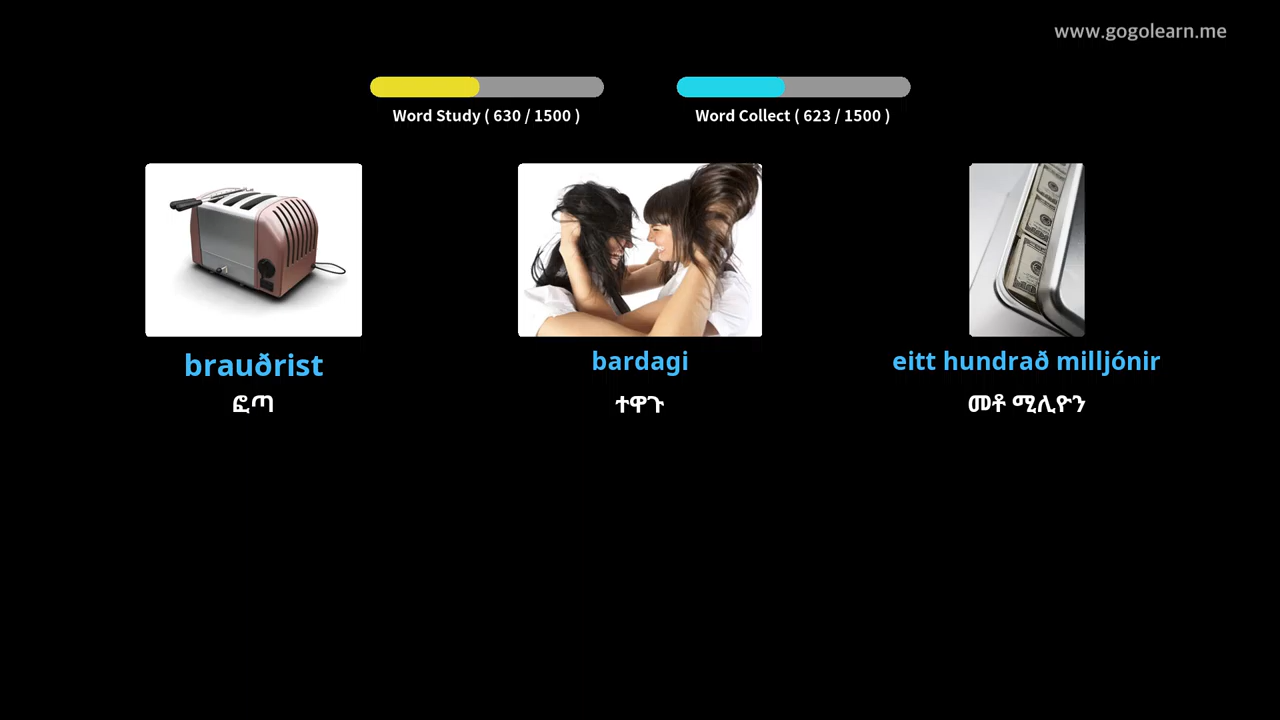 www.gogolearn.me
Word Study ( 630 / 1500 )
Word Collect ( 623 / 1500 )
brauðrist
bardagi
eitt hundrað milljónir
ፎጣ
ተዋጉ
መቶ ሚሊዮን